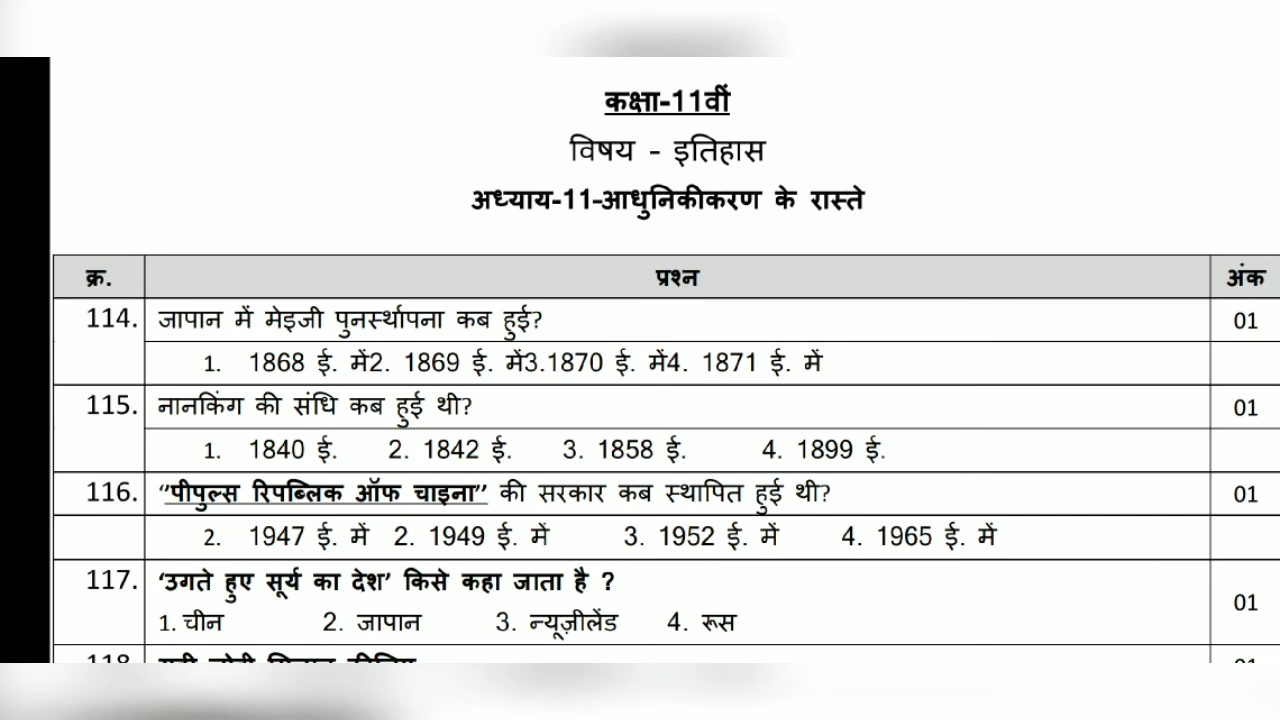 कक्षा-11वीं
विषय - इतिहास
अध्याय-11-आधुनिकीकरण के रास्ते
क्र. प्रश्न अंक
114. जापान में मेइजी पुनर्स्थापना कब हुई? 01
1. 1868 ई. में2. 1869 ई. में3.1870 ई. में4. 1871 ई. में
115. नानकिंग की संधि कब हुई थी? 01
1. 1840 ई. 2. 1842 ई. 3. 1858 ई. 4. 1899 ई.
116. “पीपुल्स रिपब्लिक ऑफ चाइना” की सरकार कब स्थापित हुई थी? 01
2. 1947 ई. में 2. 1949 ई. में 3. 1952 ई. में 4. 1965 ई. में
117. ‘उगते हुए सूर्य का देश’ किसे कहा जाता है ? 01
1. चीन 2. जापान 3. न्यूज़ीलेंड 4. रूस